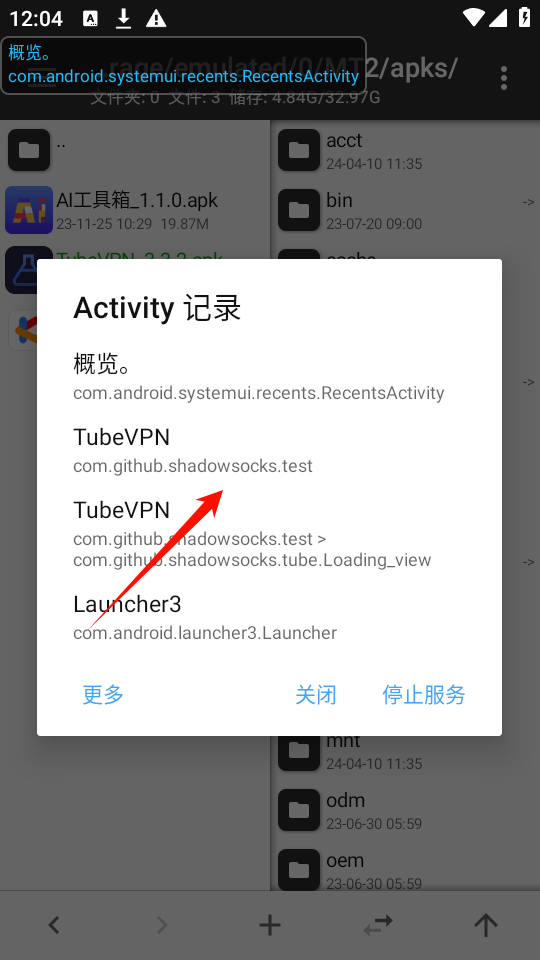 12:04
概览。
com.android.systemui.recents.RecentsActivity
rage/emulated/0/MT2/apks/
文件夹: 0 文件: 3 储存: 4.84G/32.97G
..
AI工具箱_1.1.0.apk
23-11-25 10:29 19.87M
TubeVPN_3.2.2.apk
acct
24-04-10 11:35
bin
23-07-20 09:00
->
cache
Activity 记录
概览。
com.android.systemui.recents.RecentsActivity
->
TubeVPN
com.github.shadowsocks.test
TubeVPN
com.github.shadowsocks.test >
com.github.shadowsocks.tube.Loading_view
->
Launcher3
com.android.launcher3.Launcher
更多
关闭
停止服务
mnt
24-04-10 11:35
odm
23-06-30 05:59
oem
23-06-30 05:59